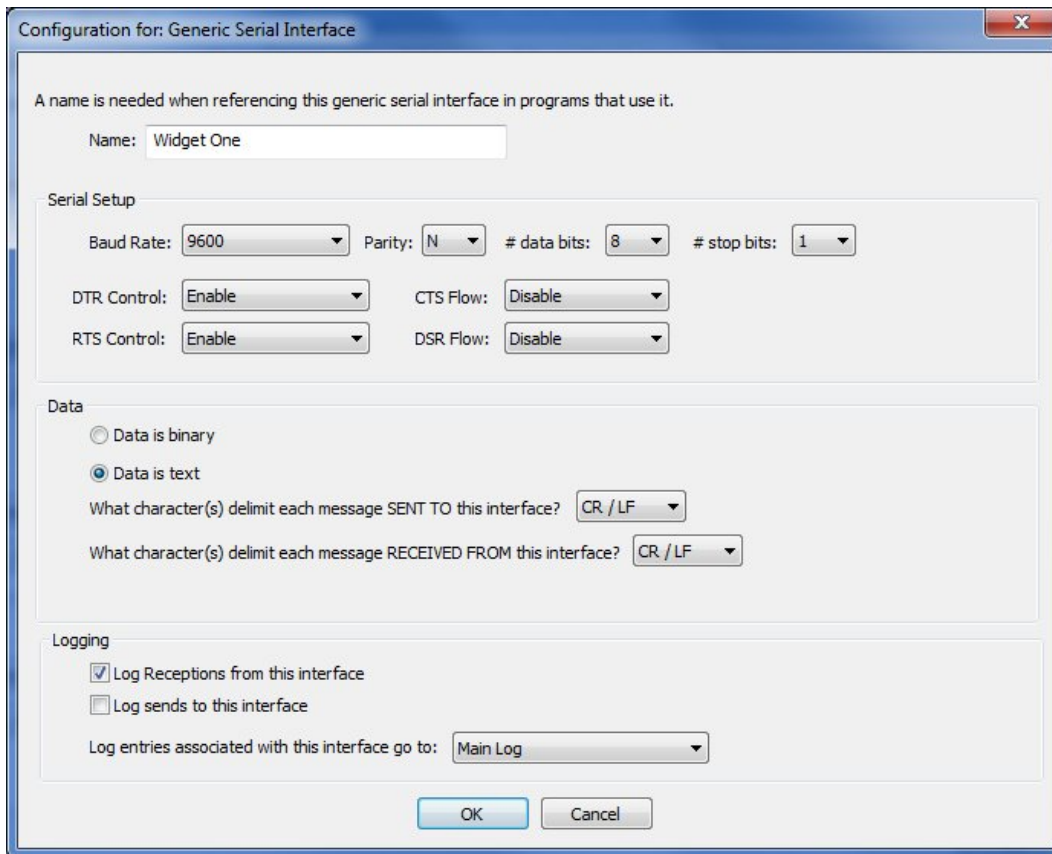 Configuration for: Generic Serial Interface
A name is needed when referencing this generic serial interface in programs that use it.
Name: Widget One
Serial Setup
Baud Rate: 9600 Parity: N # data bits: 8 # stop bits: 1
DTR Control: Enable CTS Flow: Disable
RTS Control: Enable DSR Flow: Disable
Data
Data is binary
Data is text
What character(s) delimit each message SENT TO this interface? CR / LF
What character(s) delimit each message RECEIVED FROM this interface? CR / LF
Logging
Log Receptions from this interface
Log sends to this interface
Log entries associated with this interface go to: Main Log
OK Cancel